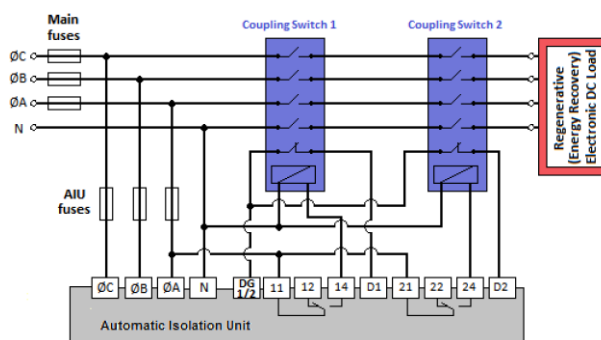 Main
fuses
Coupling Switch 1
Coupling Switch 2
ØC
ØB
ØA
N
Regenerative
(Energy Recovery)
Electronic DC Load
AIU
fuses
ØC
ØB
ØA
N
DG
1/2
11
12
14
D1
21
22
24
D2
Automatic Isolation Unit